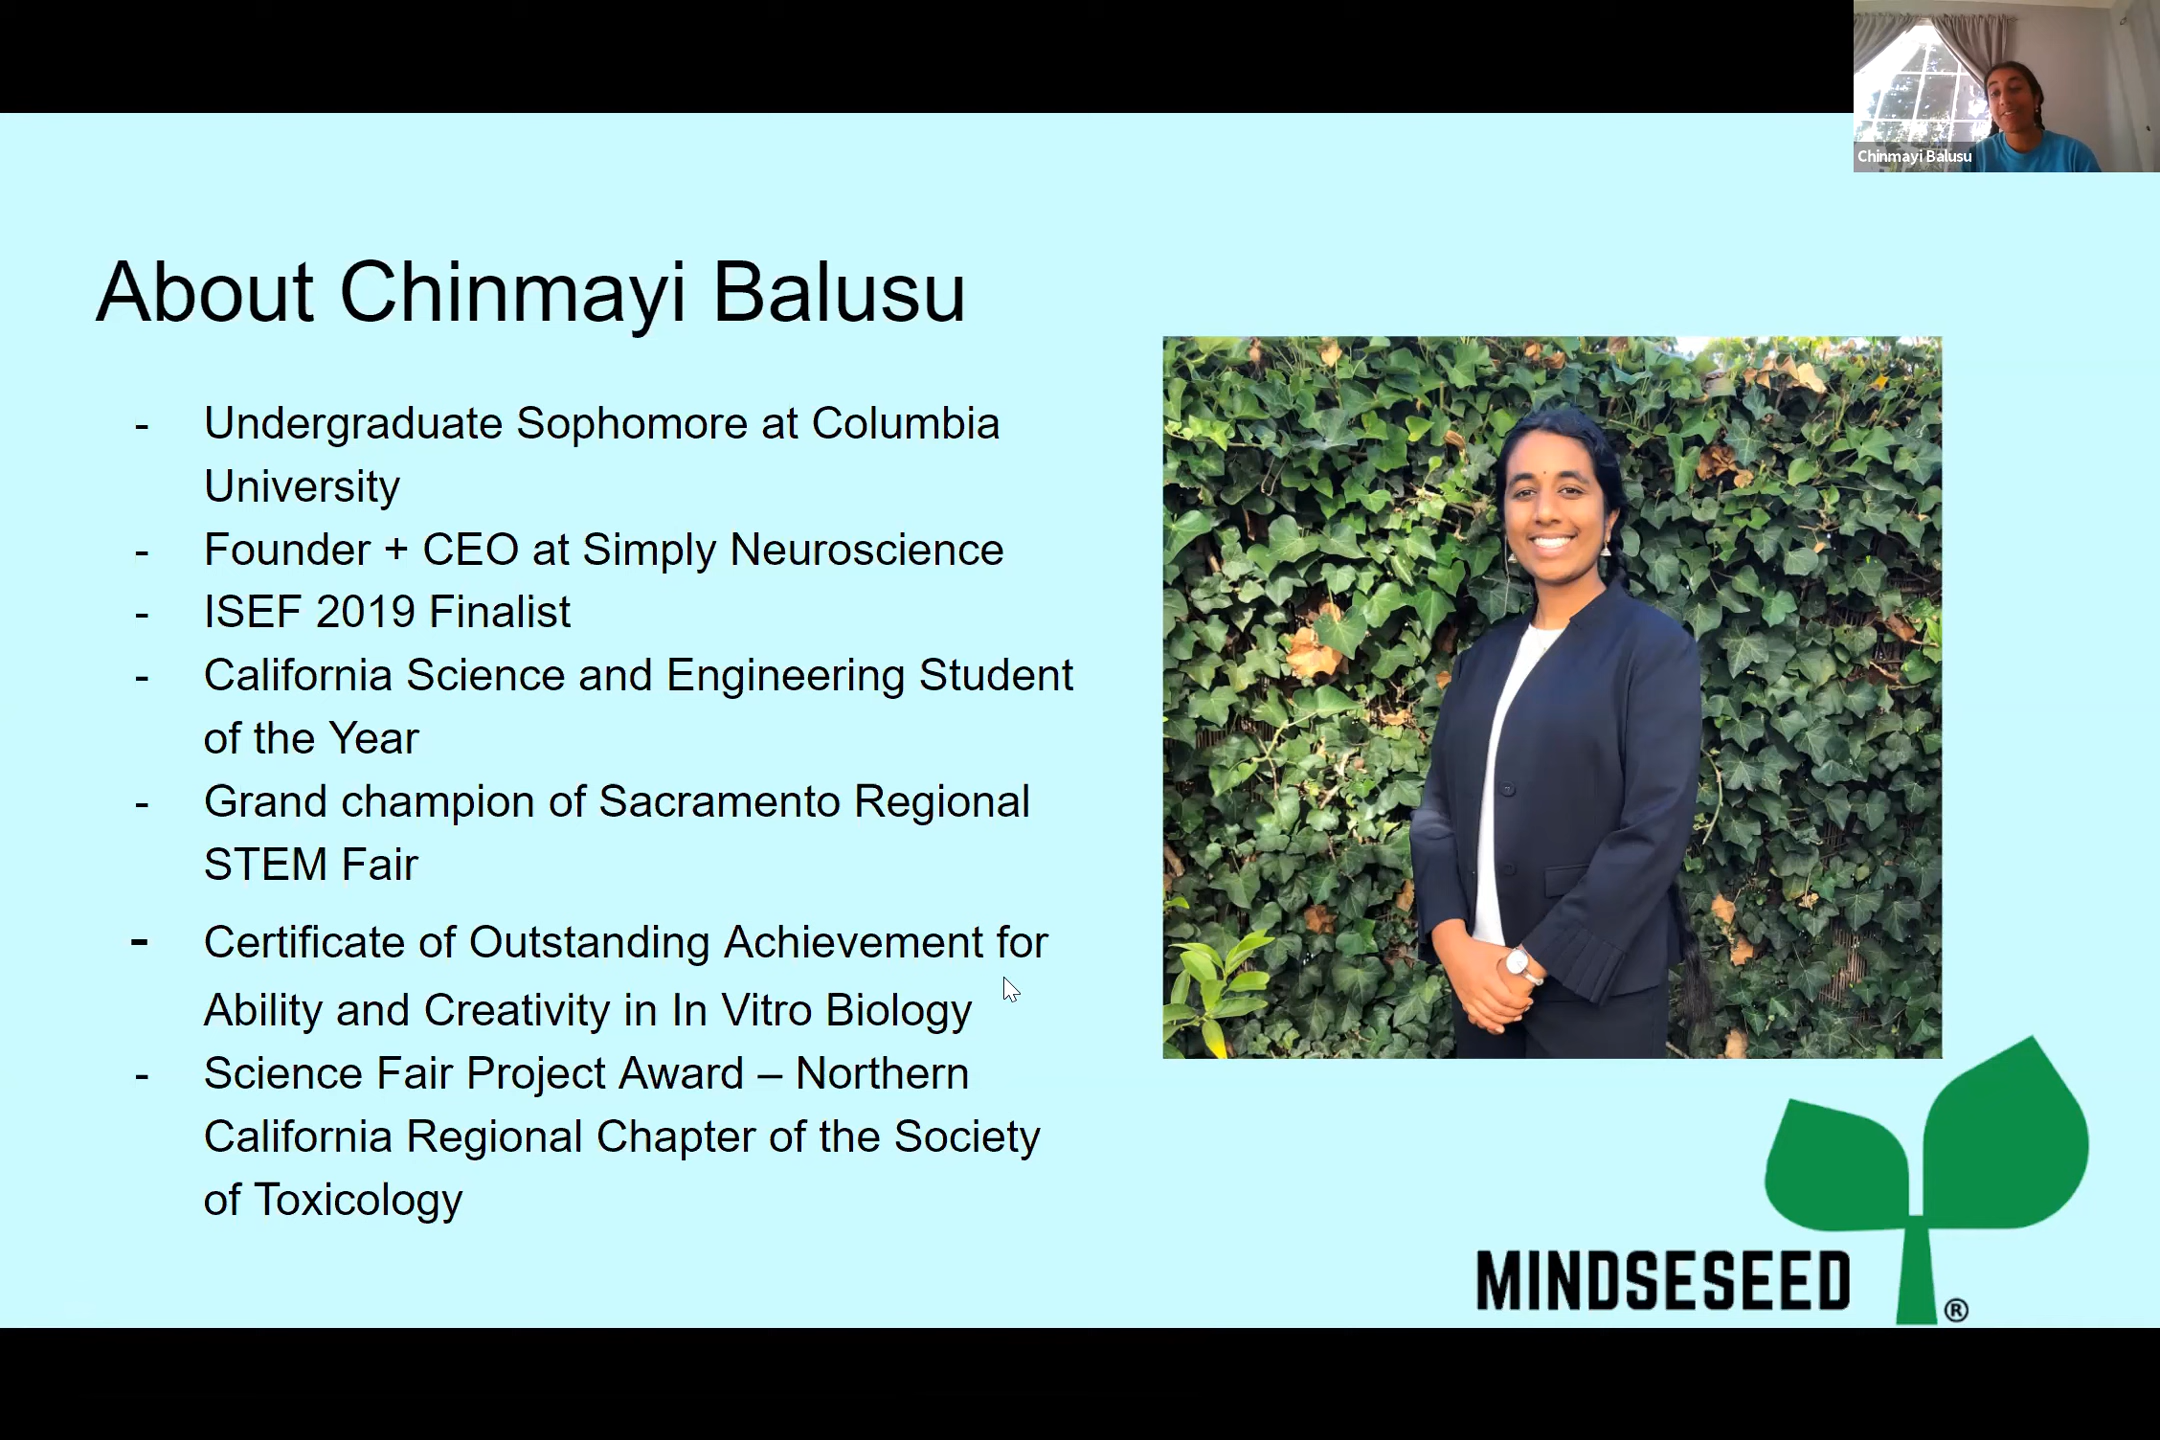 Chinmayi Balusu
About Chinmayi Balusu
- Undergraduate Sophomore at Columbia
University
- Founder + CEO at Simply Neuroscience
- ISEF 2019 Finalist
- California Science and Engineering Student
of the Year
- Grand champion of Sacramento Regional
STEM Fair
- Certificate of Outstanding Achievement for
Ability and Creativity in In Vitro Biology
- Science Fair Project Award – Northern
California Regional Chapter of the Society
of Toxicology
MINDSESEED ®